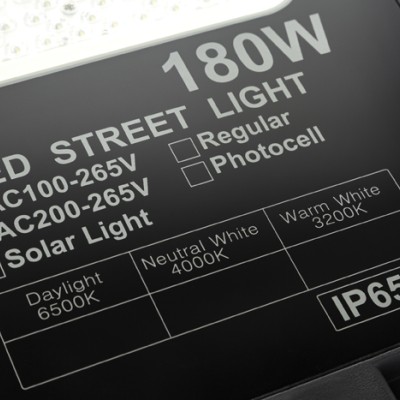 180W
ED STREET LIGHT
AC100-265V Regular
AC200-265V Photocell
Solar Light
Daylight 6500K
Neutral White 4000K
Warm White 3200K
IP65